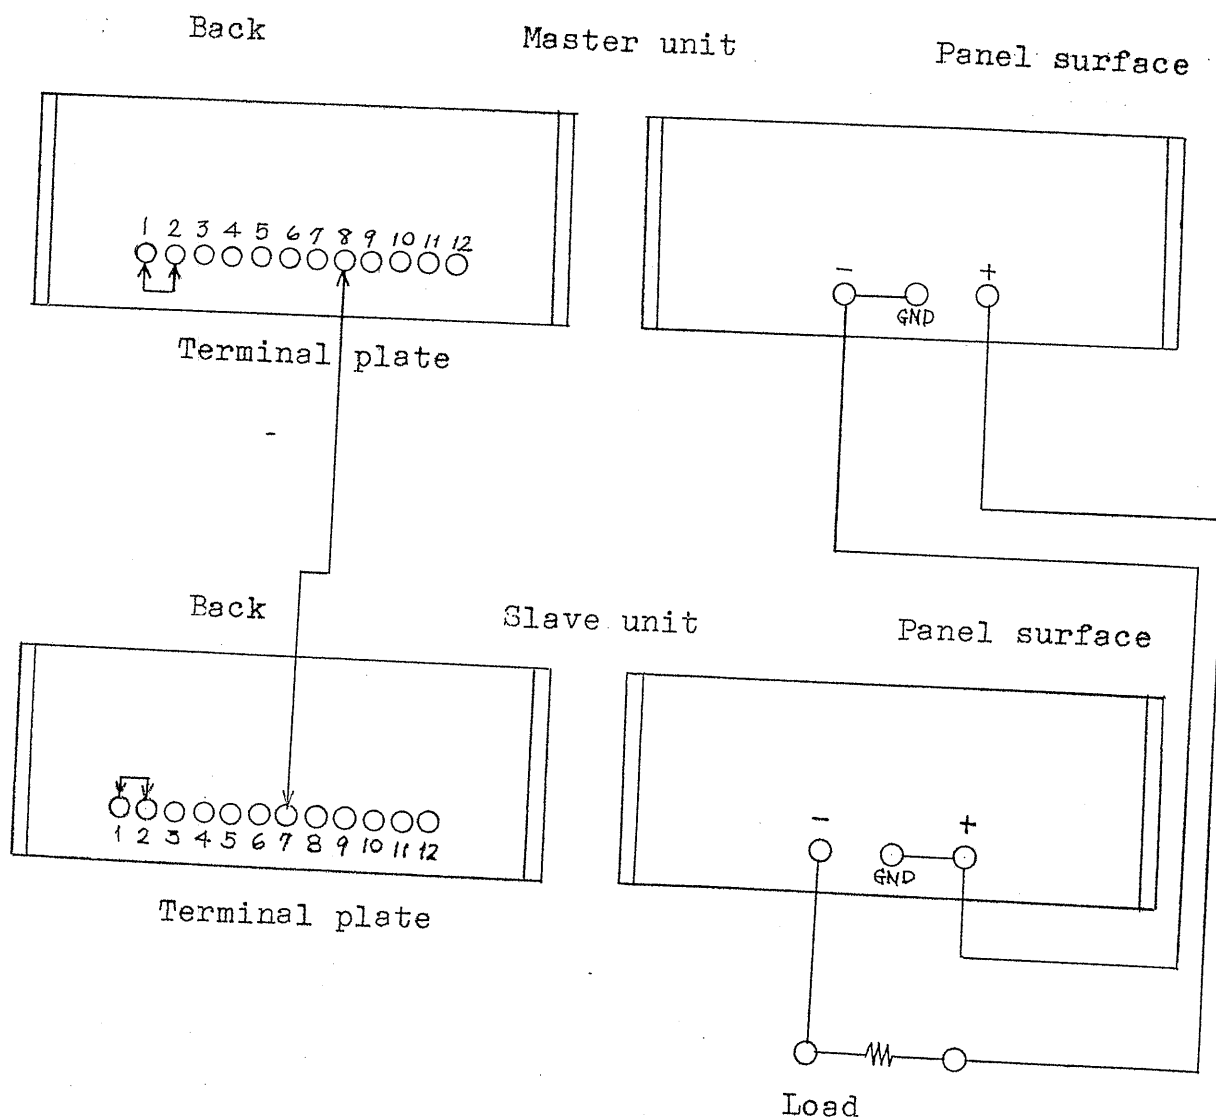 Back Master unit Panel surface
1 2 3 4 5 6 7 8 9 10 11 12
- +
GND
Terminal plate
Back Slave unit Panel surface
- +
1 2 3 4 5 6 7 8 9 10 11 12
GND
Terminal plate
Load